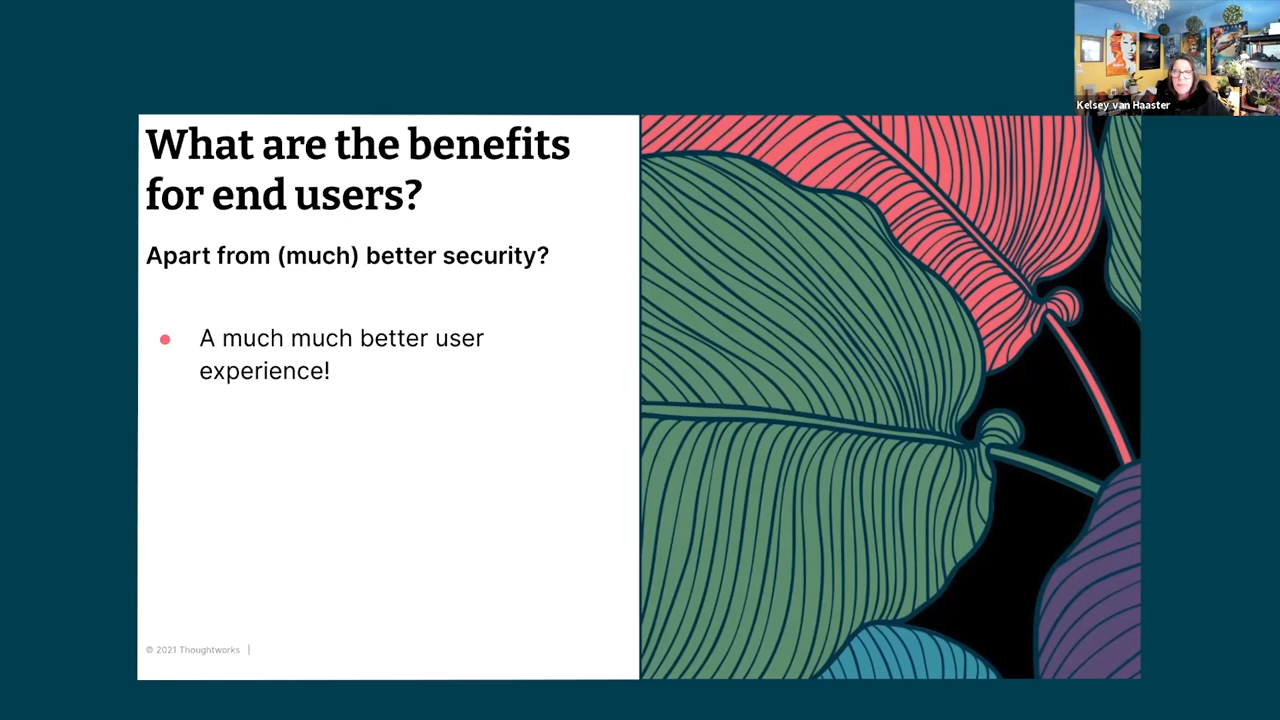 Kelsey van Haaster
What are the benefits
for end users?
Apart from (much) better security?
● A much much better user
experience!
© 2021 Thoughtworks |